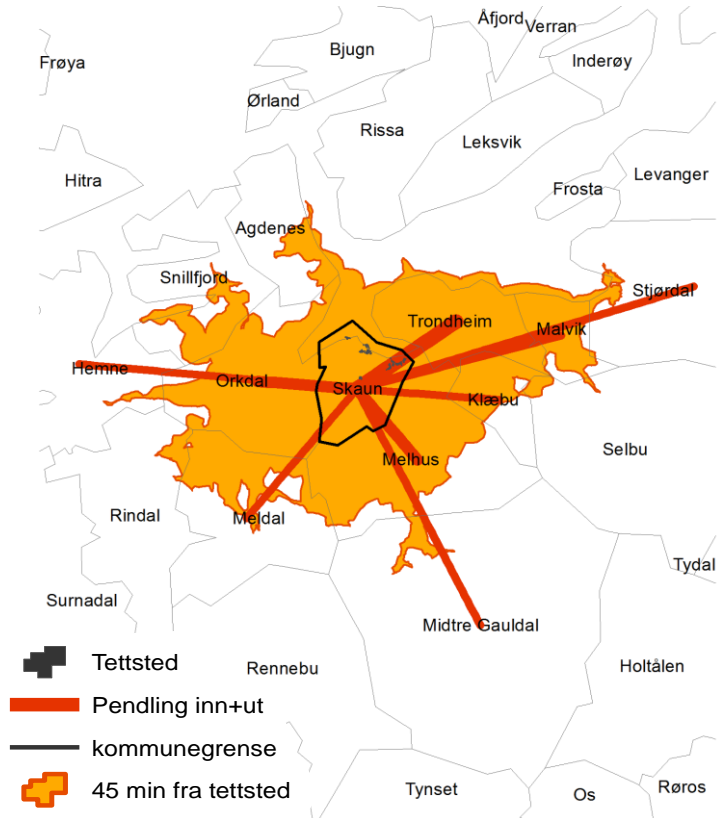 Åfjord
Verran
Bjugn
Inderøy
Frøya
Ørland
Rissa
Leksvik
Levanger
Hitra
Frosta
Agdenes
Snillfjord
Stjørdal
Trondheim
Malvik
Hemne
Orkdal
Skaun
Klæbu
Melhus
Selbu
Rindal
Meldal
Tydal
Surnadal
Midtre Gauldal
Rennebu
Holtålen
Tettsted
Pendling inn+ut
kommunegrense
45 min fra tettsted
Tynset
Os
Røros